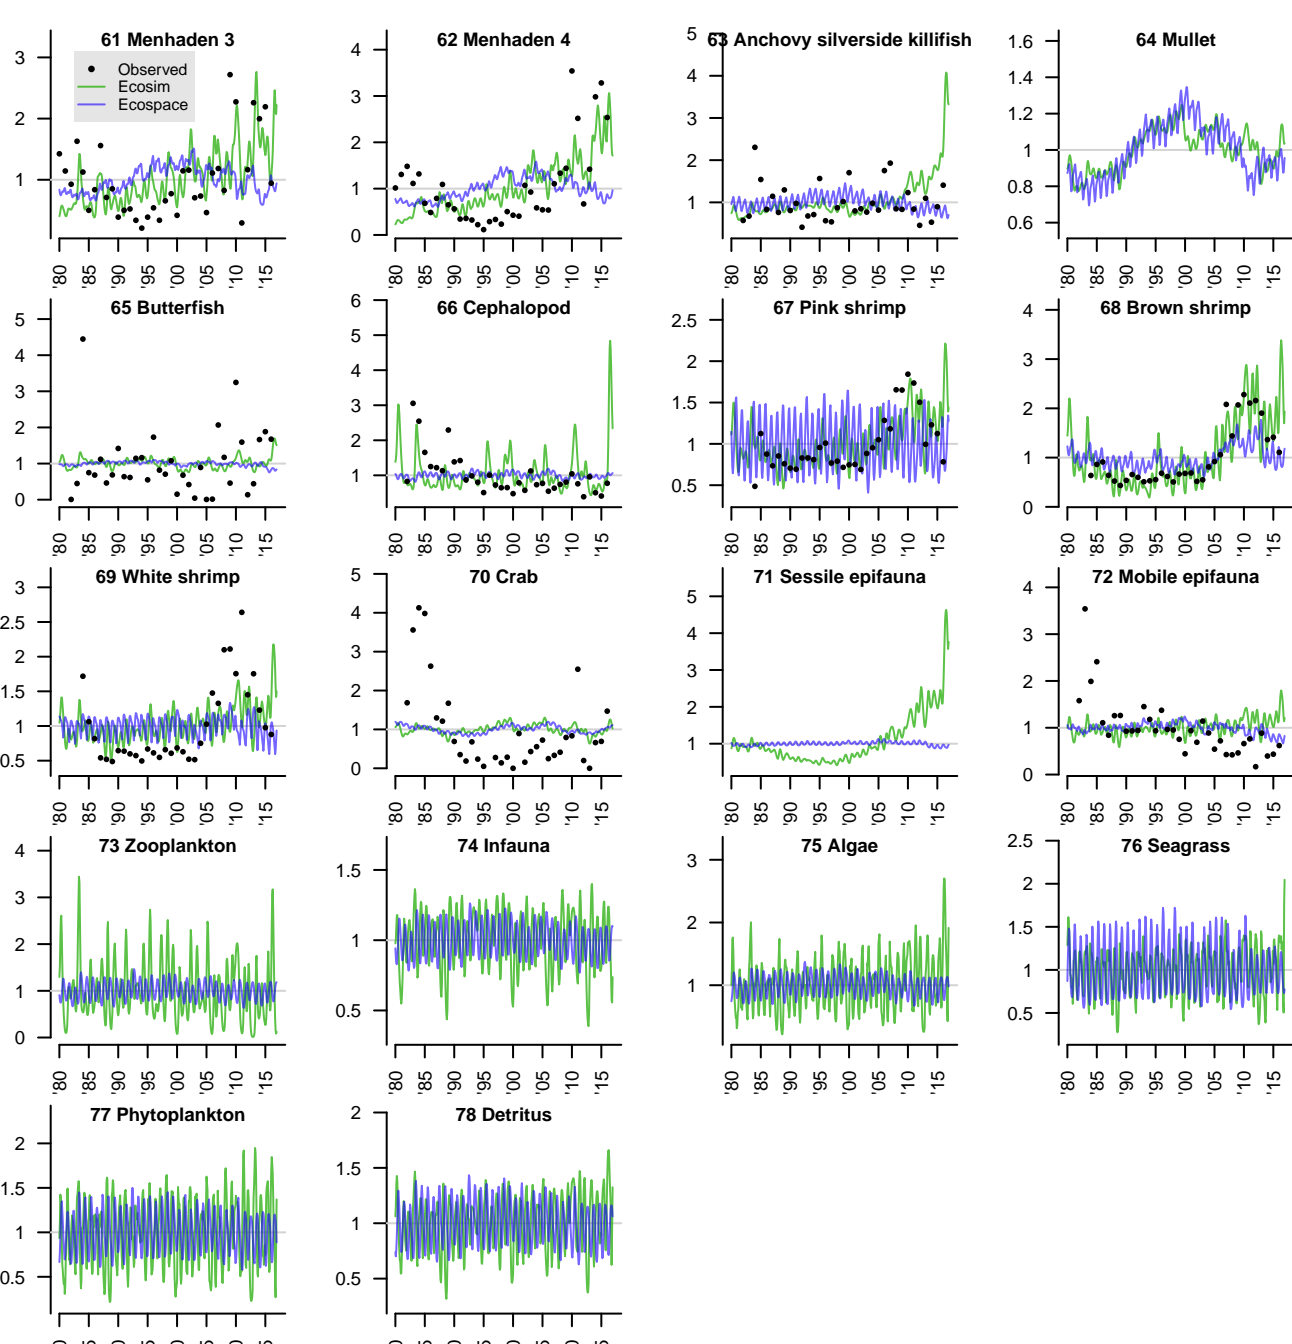 61 Menhaden 3
Observed
Ecosim
Ecospace
3
2
1
'80 '85 '90 '95 '00 '05 '10 '15
62 Menhaden 4
4
3
2
1
0
'80 '85 '90 '95 '00 '05 '10 '15
63 Anchovy silverside killifish
5
4
3
2
1
'80 '85 '90 '95 '00 '05 '10 '15
64 Mullet
1.6
1.4
1.2
1
0.8
0.6
'80 '85 '90 '95 '00 '05 '10 '15
65 Butterfish
5
4
3
2
1
0
'80 '85 '90 '95 '00 '05 '10 '15
66 Cephalopod
6
5
4
3
2
1
'80 '85 '90 '95 '00 '05 '10 '15
67 Pink shrimp
2.5
2
1.5
1
0.5
'80 '85 '90 '95 '00 '05 '10 '15
68 Brown shrimp
4
3
2
1
0
'80 '85 '90 '95 '00 '05 '10 '15
69 White shrimp
3
2.5
2
1.5
1
0.5
'80 '85 '90 '95 '00 '05 '10 '15
70 Crab
5
4
3
2
1
0
'80 '85 '90 '95 '00 '05 '10 '15
71 Sessile epifauna
5
4
3
2
1
'80 '85 '90 '95 '00 '05 '10 '15
72 Mobile epifauna
4
3
2
1
0
'80 '85 '90 '95 '00 '05 '10 '15
73 Zooplankton
4
3
2
1
0
'80 '85 '90 '95 '00 '05 '10 '15
74 Infauna
1.5
1
0.5
'80 '85 '90 '95 '00 '05 '10 '15
75 Algae
3
2
1
'80 '85 '90 '95 '00 '05 '10 '15
76 Seagrass
2.5
2
1.5
1
0.5
'80 '85 '90 '95 '00 '05 '10 '15
77 Phytoplankton
2
1.5
1
0.5
78 Detritus
2
1.5
1
0.5